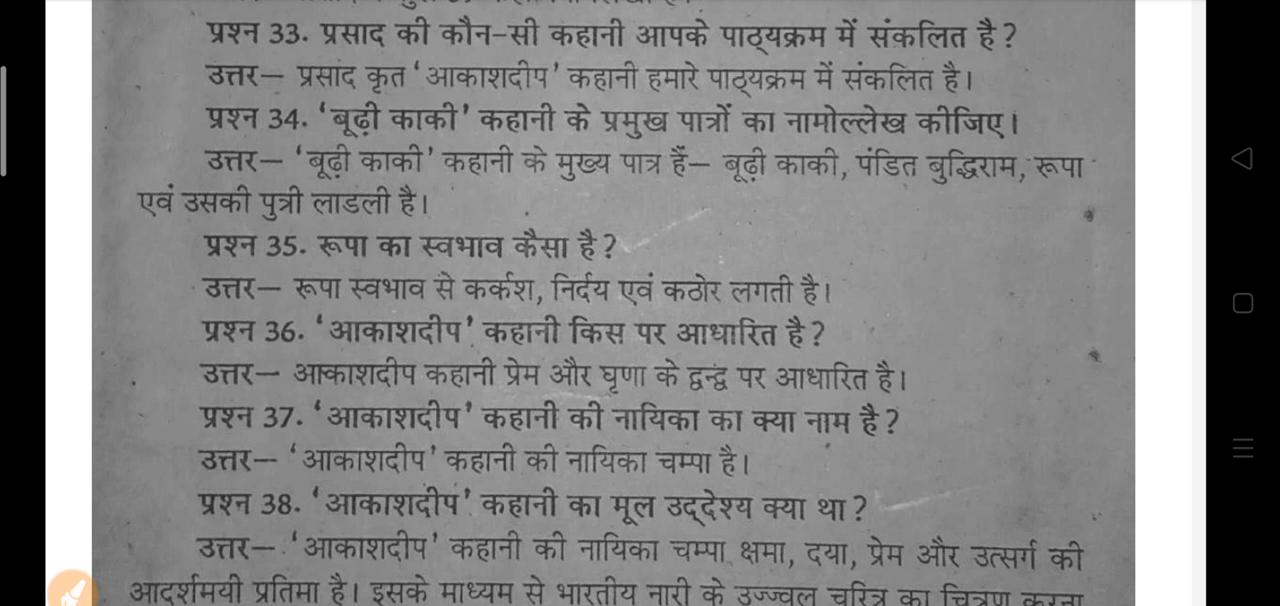 प्रश्न 33. प्रसाद की कौन-सी कहानी आपके पाठ्यक्रम में संकलित है?
उत्तर— प्रसाद कृत 'आकाशदीप' कहानी हमारे पाठ्यक्रम में संकलित है।
प्रश्न 34. 'बूढ़ी काकी' कहानी के प्रमुख पात्रों का नामोल्लेख कीजिए।
उत्तर— 'बूढ़ी काकी' कहानी के मुख्य पात्र हैं— बूढ़ी काकी, पंडित बुद्धिराम, रूपा
एवं उसकी पुत्री लाडली है।
प्रश्न 35. रूपा का स्वभाव कैसा है?
उत्तर— रूपा स्वभाव से कर्कश, निर्दय एवं कठोर लगती है।
प्रश्न 36. 'आकाशदीप' कहानी किस पर आधारित है?
उत्तर— आकाशदीप कहानी प्रेम और घृणा के द्वन्द्व पर आधारित है।
प्रश्न 37. 'आकाशदीप' कहानी की नायिका का क्या नाम है?
उत्तर— 'आकाशदीप' कहानी की नायिका चम्पा है।
प्रश्न 38. 'आकाशदीप' कहानी का मूल उद्देश्य क्या था?
उत्तर— 'आकाशदीप' कहानी की नायिका चम्पा क्षमा, दया, प्रेम और उत्सर्ग की
आदर्शमयी प्रतिमा है। इसके माध्यम से भारतीय नारी के उज्ज्वल चरित्र का चित्रण करना